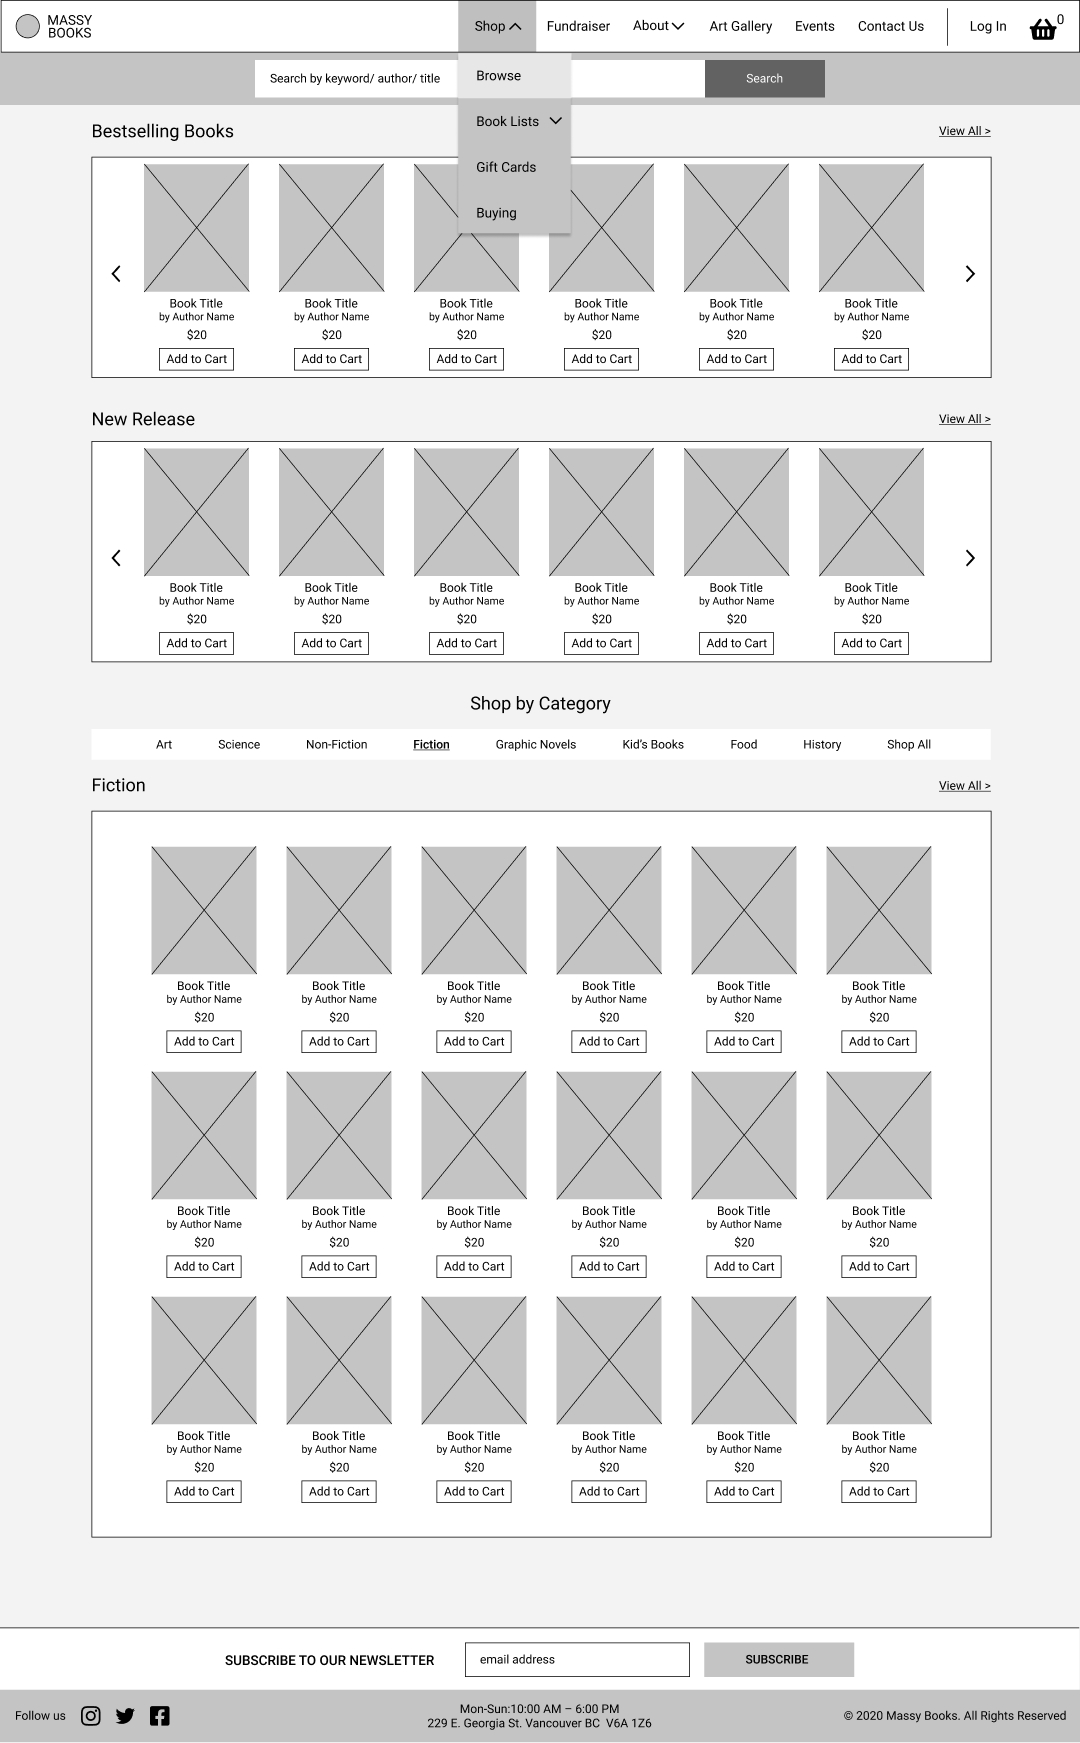 MASSY
BOOKS
Shop
Fundraiser
About
Art Gallery
Events
Contact Us
Log In
0
Search by keyword/ author/ title
Search
Browse
Book Lists
Gift Cards
Buying
Bestselling Books
View All >
Book Title Book Title Book Title Book Title Book Title Book Title
by Author Name by Author Name by Author Name by Author Name by Author Name by Author Name
$20 $20 $20 $20 $20 $20
Add to Cart Add to Cart Add to Cart Add to Cart Add to Cart Add to Cart
New Release
View All >
Book Title Book Title Book Title Book Title Book Title Book Title
by Author Name by Author Name by Author Name by Author Name by Author Name by Author Name
$20 $20 $20 $20 $20 $20
Add to Cart Add to Cart Add to Cart Add to Cart Add to Cart Add to Cart
Shop by Category
Art Science Non-Fiction Fiction Graphic Novels Kid's Books Food History Shop All
Fiction
View All >
Book Title Book Title Book Title Book Title Book Title Book Title
by Author Name by Author Name by Author Name by Author Name by Author Name by Author Name
$20 $20 $20 $20 $20 $20
Add to Cart Add to Cart Add to Cart Add to Cart Add to Cart Add to Cart
Book Title Book Title Book Title Book Title Book Title Book Title
by Author Name by Author Name by Author Name by Author Name by Author Name by Author Name
$20 $20 $20 $20 $20 $20
Add to Cart Add to Cart Add to Cart Add to Cart Add to Cart Add to Cart
Book Title Book Title Book Title Book Title Book Title Book Title
by Author Name by Author Name by Author Name by Author Name by Author Name by Author Name
$20 $20 $20 $20 $20 $20
Add to Cart Add to Cart Add to Cart Add to Cart Add to Cart Add to Cart
SUBSCRIBE TO OUR NEWSLETTER
email address
SUBSCRIBE
Follow us
Mon-Sun:10:00 AM – 6:00 PM
229 E. Georgia St. Vancouver BC V6A 1Z6
© 2020 Massy Books. All Rights Reserved